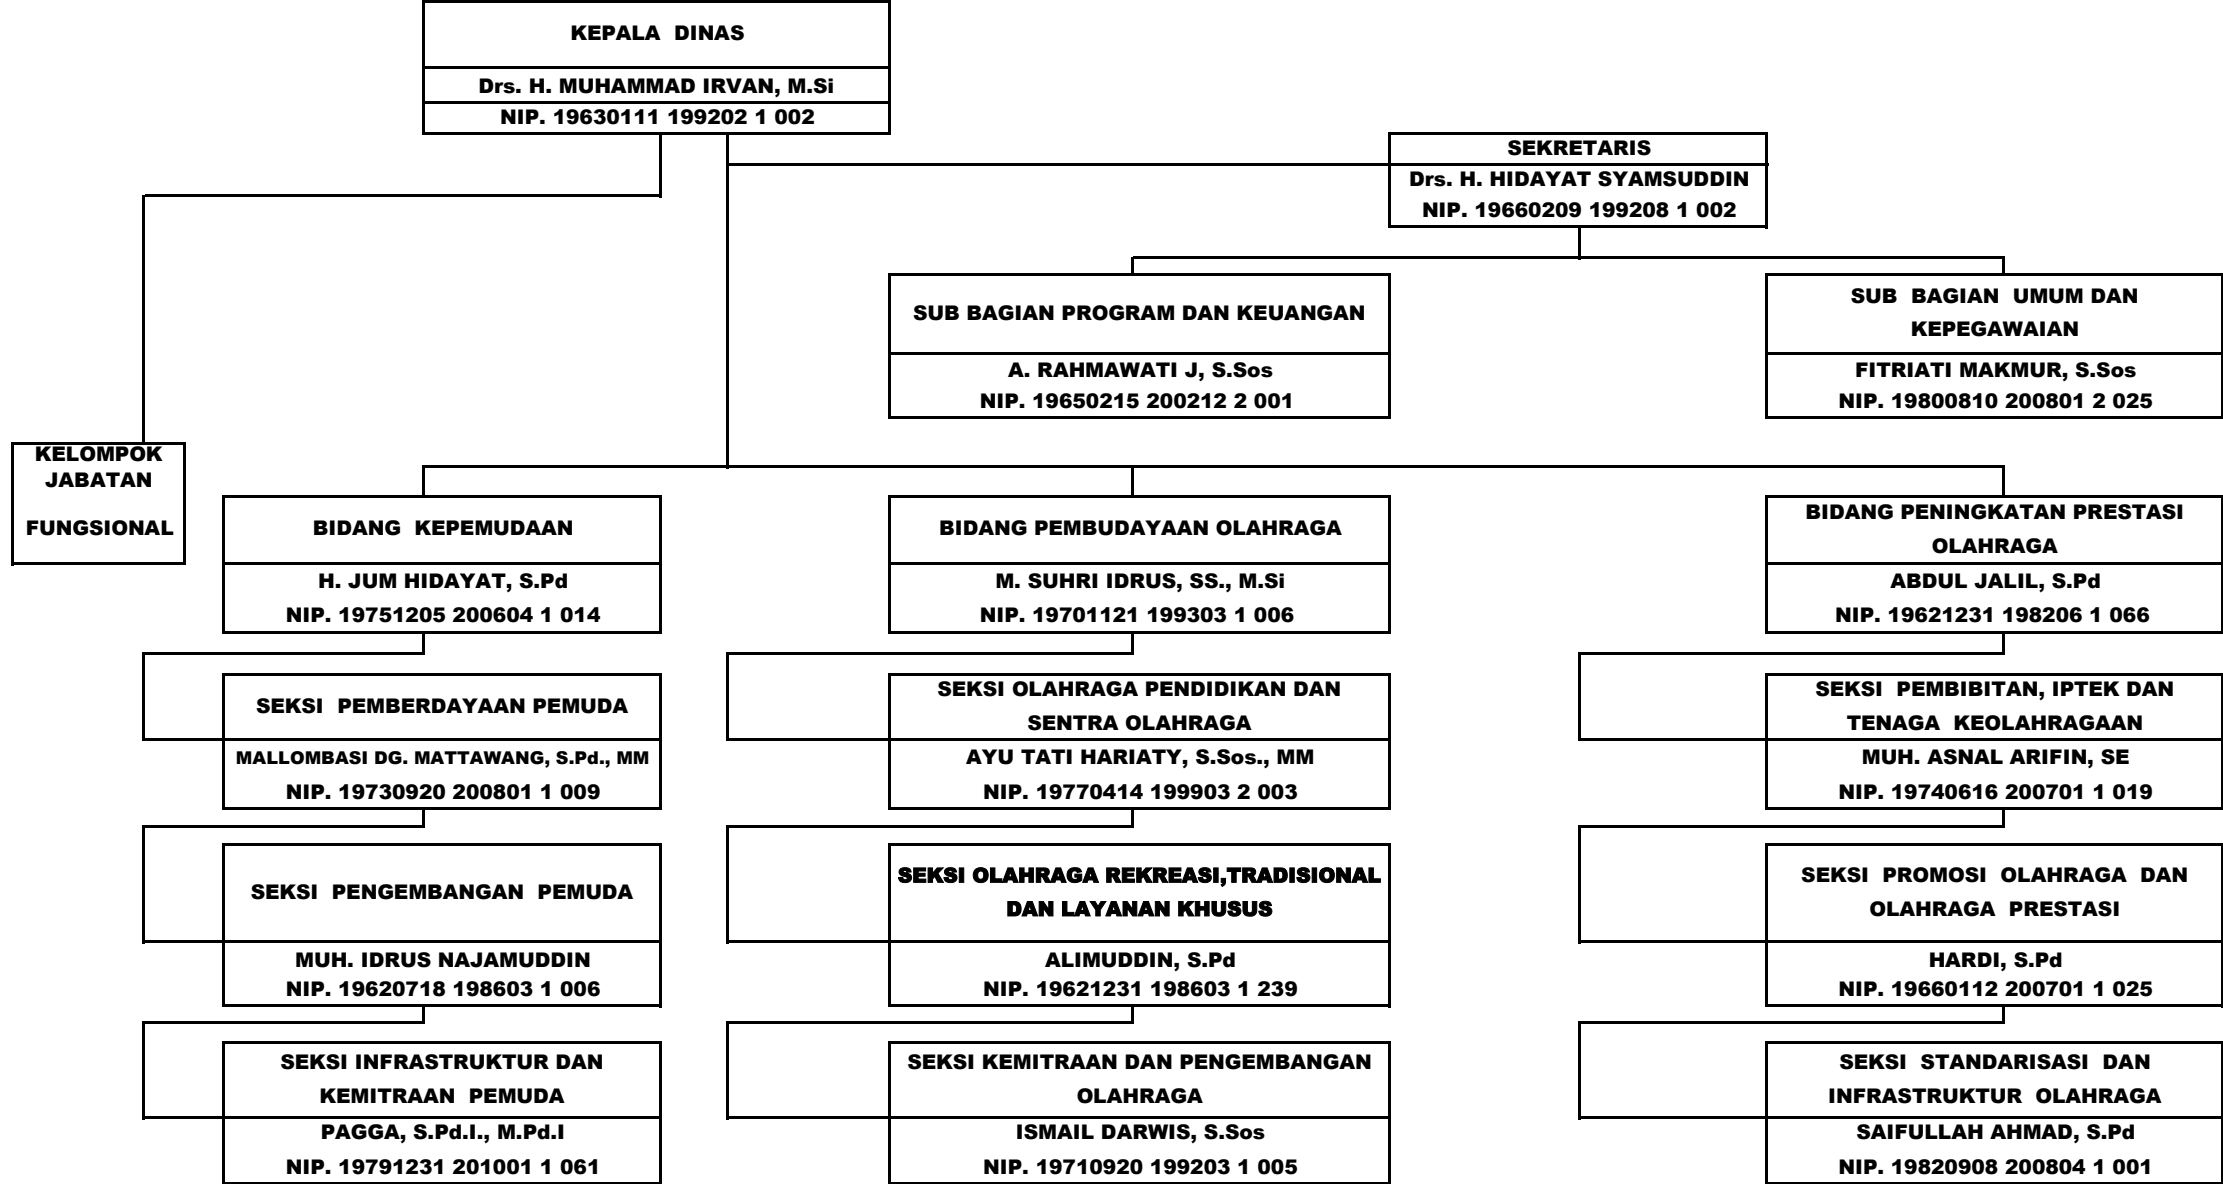 KEPALA DINAS
Drs. H. MUHAMMAD IRVAN, M.Si
NIP. 19630111 199202 1 002
SEKRETARIS
Drs. H. HIDAYAT SYAMSUDDIN
NIP. 19660209 199208 1 002
SUB BAGIAN PROGRAM DAN KEUANGAN
A. RAHMAWATI J, S.Sos
NIP. 19650215 200212 2 001
SUB BAGIAN UMUM DAN
KEPEGAWAIAN
FITRIATI MAKMUR, S.Sos
NIP. 19800810 200801 2 025
KELOMPOK
JABATAN
FUNGSIONAL
BIDANG KEPEMUDAAN
H. JUM HIDAYAT, S.Pd
NIP. 19751205 200604 1 014
BIDANG PEMBUDAYAAN OLAHRAGA
M. SUHRI IDRUS, SS., M.Si
NIP. 19701121 199303 1 006
BIDANG PENINGKATAN PRESTASI
OLAHRAGA
ABDUL JALIL, S.Pd
NIP. 19621231 198206 1 066
SEKSI PEMBERDAYAAN PEMUDA
MALLOMBASI DG. MATTAWANG, S.Pd., MM
NIP. 19730920 200801 1 009
SEKSI OLAHRAGA PENDIDIKAN DAN
SENTRA OLAHRAGA
AYU TATI HARIATY, S.Sos., MM
NIP. 19770414 199903 2 003
SEKSI PEMBIBITAN, IPTEK DAN
TENAGA KEOLAHRAGAAN
MUH. ASNAL ARIFIN, SE
NIP. 19740616 200701 1 019
SEKSI PENGEMBANGAN PEMUDA
MUH. IDRUS NAJAMUDDIN
NIP. 19620718 198603 1 006
SEKSI OLAHRAGA REKREASI,TRADISIONAL
DAN LAYANAN KHUSUS
ALIMUDDIN, S.Pd
NIP. 19621231 198603 1 239
SEKSI PROMOSI OLAHRAGA DAN
OLAHRAGA PRESTASI
HARDI, S.Pd
NIP. 19660112 200701 1 025
SEKSI INFRASTRUKTUR DAN
KEMITRAAN PEMUDA
PAGGA, S.Pd.I., M.Pd.I
NIP. 19791231 201001 1 061
SEKSI KEMITRAAN DAN PENGEMBANGAN
OLAHRAGA
ISMAIL DARWIS, S.Sos
NIP. 19710920 199203 1 005
SEKSI STANDARISASI DAN
INFRASTRUKTUR OLAHRAGA
SAIFULLAH AHMAD, S.Pd
NIP. 19820908 200804 1 001